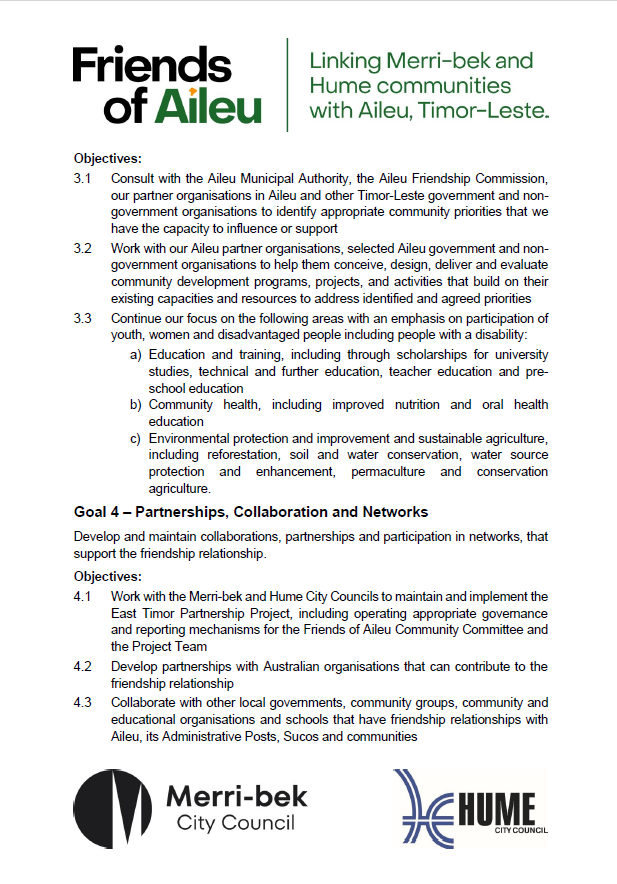 Friends
of Aileu
Linking Merri-bek and
Hume communities
with Aileu, Timor-Leste.
Objectives:
3.1 Consult with the Aileu Municipal Authority, the Aileu Friendship Commission,
our partner organisations in Aileu and other Timor-Leste government and non-
government organisations to identify appropriate community priorities that we
have the capacity to influence or support
3.2 Work with our Aileu partner organisations, selected Aileu government and non-
government organisations to help them conceive, design, deliver and evaluate
community development programs, projects, and activities that build on their
existing capacities and resources to address identified and agreed priorities
3.3 Continue our focus on the following areas with an emphasis on participation of
youth, women and disadvantaged people including people with a disability:
a) Education and training, including through scholarships for university
studies, technical and further education, teacher education and pre-
school education
b) Community health, including improved nutrition and oral health
education
c) Environmental protection and improvement and sustainable agriculture,
including reforestation, soil and water conservation, water source
protection and enhancement, permaculture and conservation
agriculture.
Goal 4 – Partnerships, Collaboration and Networks
Develop and maintain collaborations, partnerships and participation in networks, that
support the friendship relationship.
Objectives:
4.1 Work with the Merri-bek and Hume City Councils to maintain and implement the
East Timor Partnership Project, including operating appropriate governance
and reporting mechanisms for the Friends of Aileu Community Committee and
the Project Team
4.2 Develop partnerships with Australian organisations that can contribute to the
friendship relationship
4.3 Collaborate with other local governments, community groups, community and
educational organisations and schools that have friendship relationships with
Aileu, its Administrative Posts, Sucos and communities
Merri-bek
City Council
HUME
CITY COUNCIL